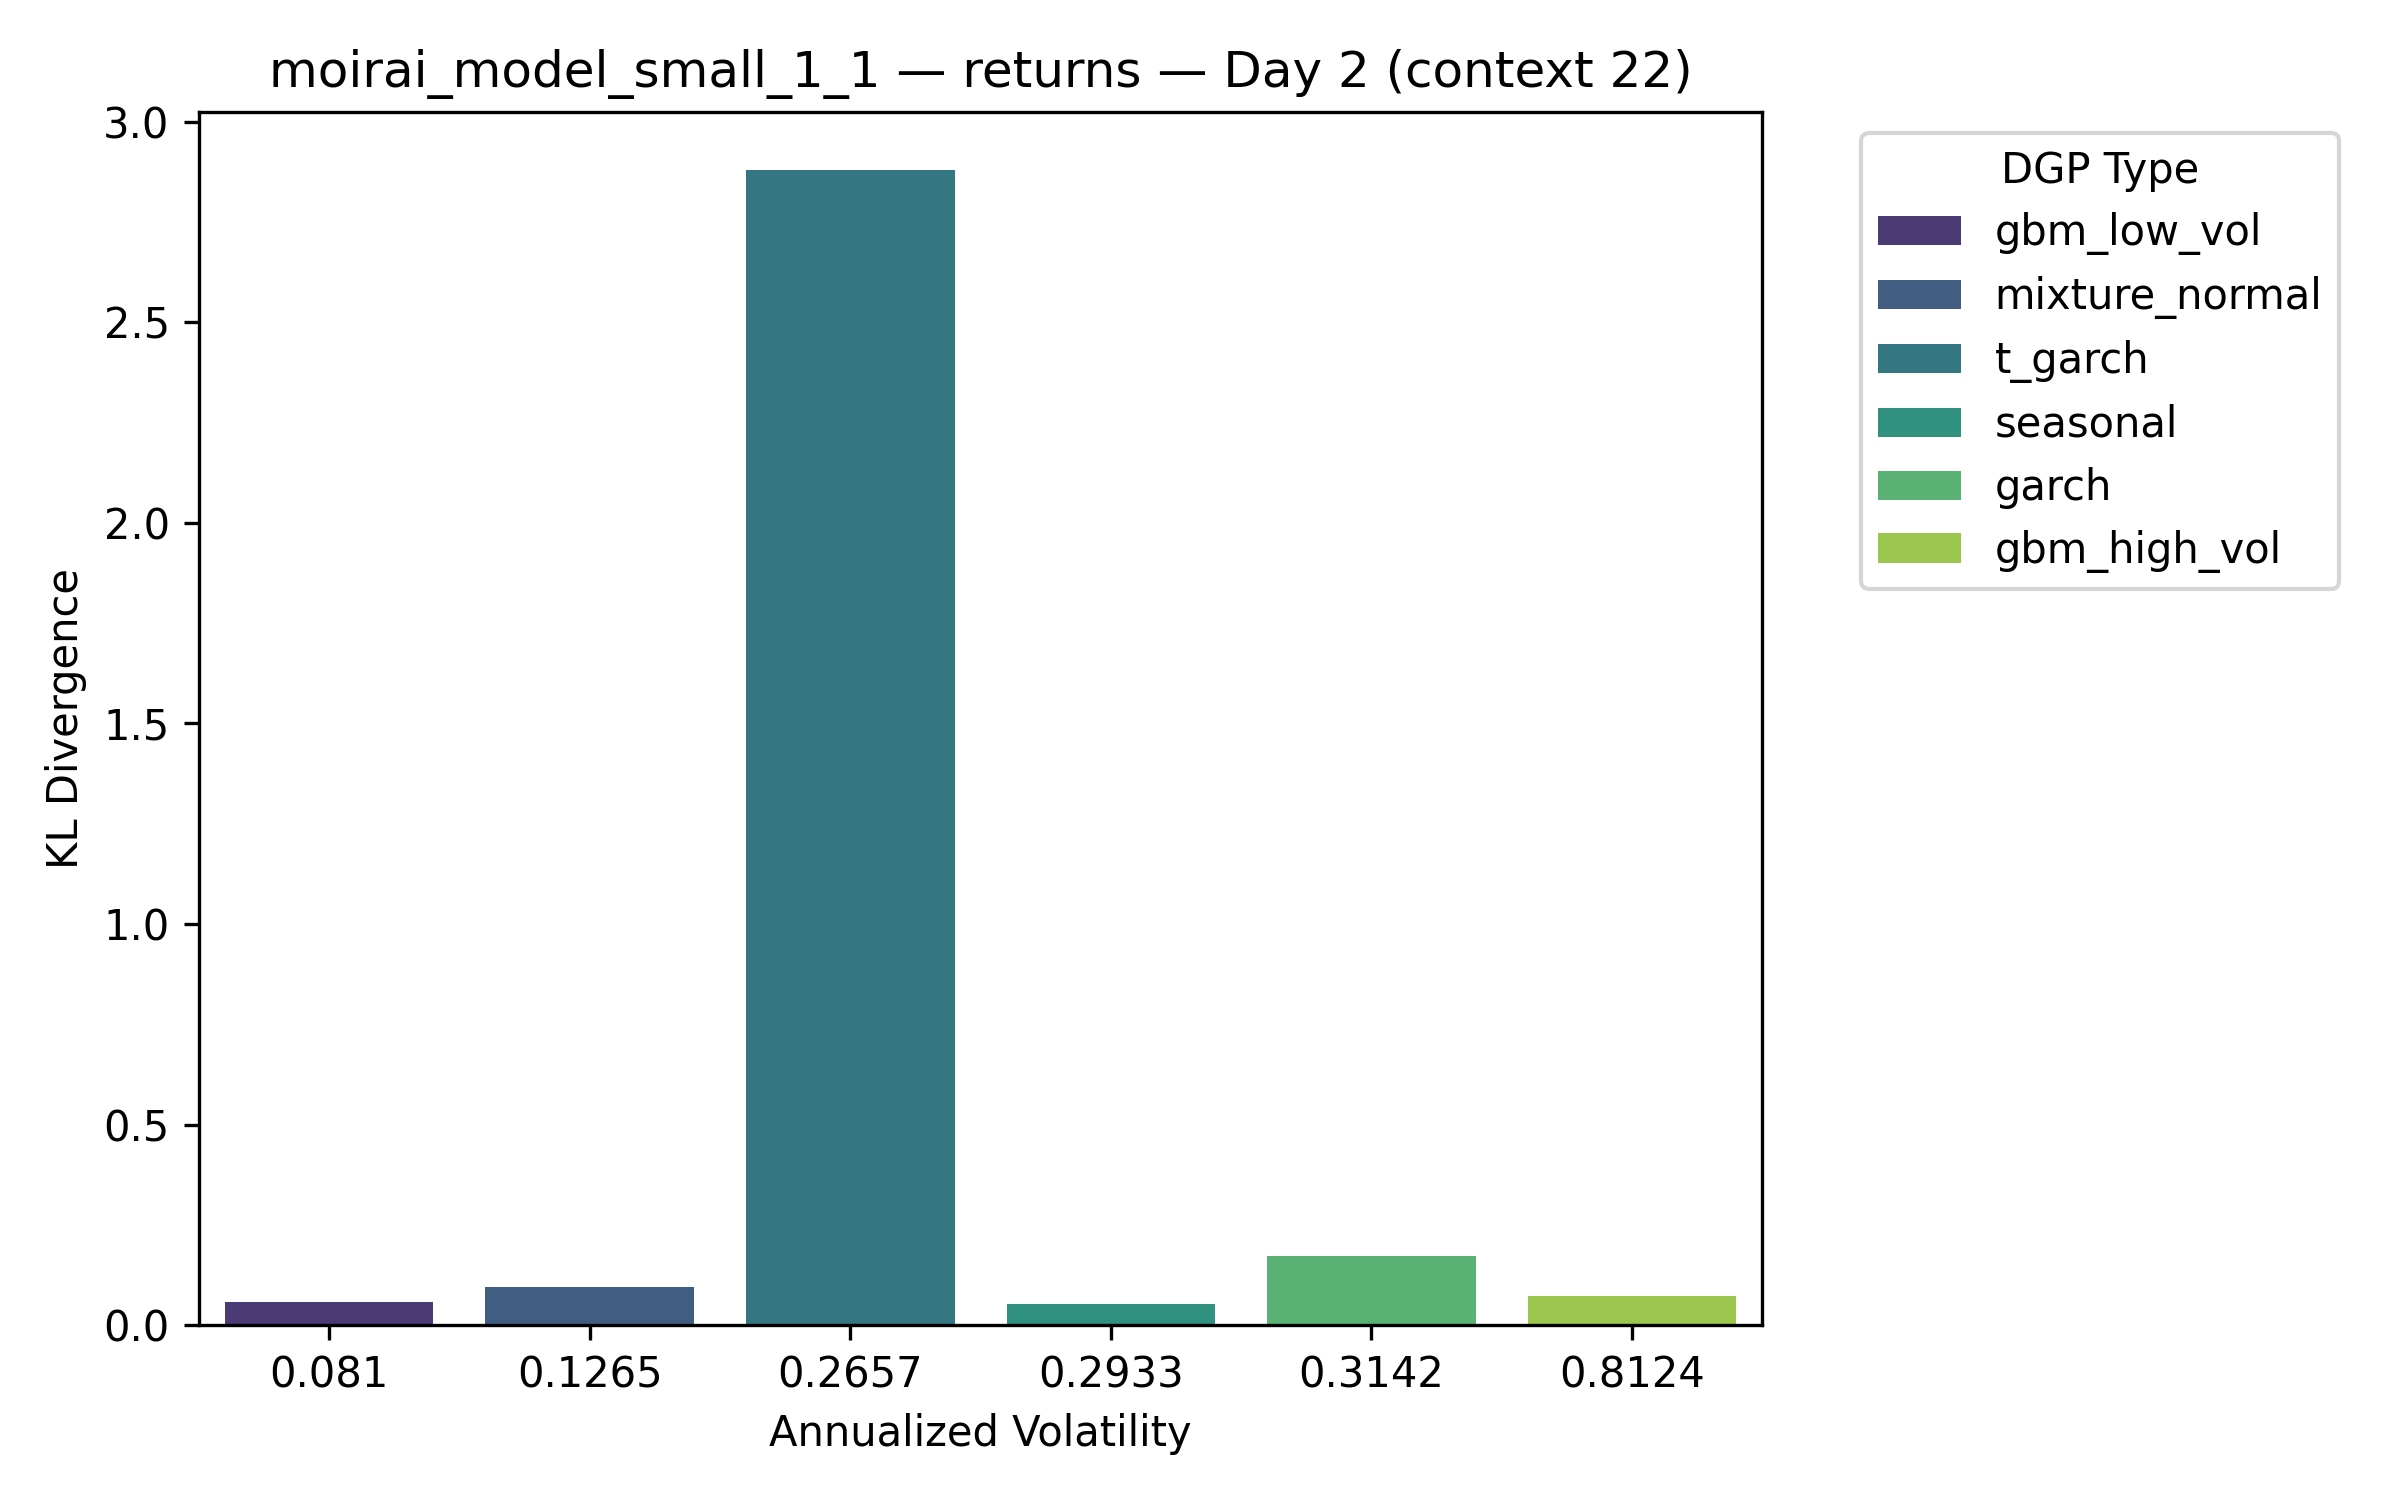 moirai_model_small_1_1 — returns — Day 2 (context 22)
KL Divergence
3.0
2.5
2.0
1.5
1.0
0.5
0.0
0.081 0.1265 0.2657 0.2933 0.3142 0.8124
Annualized Volatility
DGP Type
gbm_low_vol
mixture_normal
t_garch
seasonal
garch
gbm_high_vol